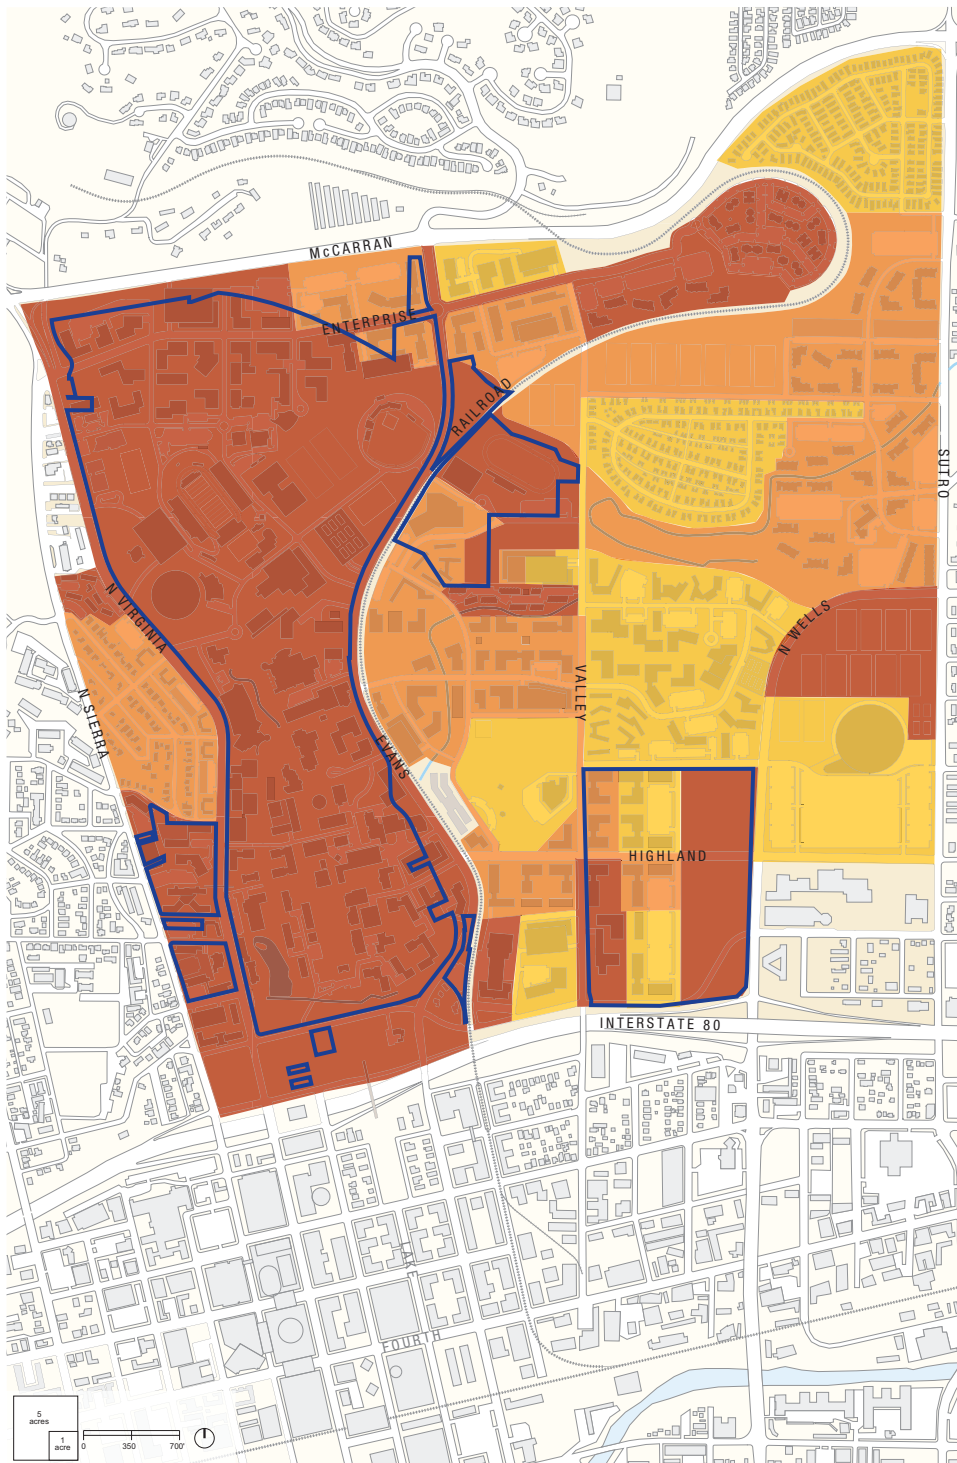 McCARRAN
ENTERPRISE
RAILROAD
SUTRO
N VIRGINIA
N WELLS
N SIERRA
VALLEY
EVANS
HIGHLAND
INTERSTATE 80
LAKE
FOURTH
5
acres
1
acre
0
350
700'